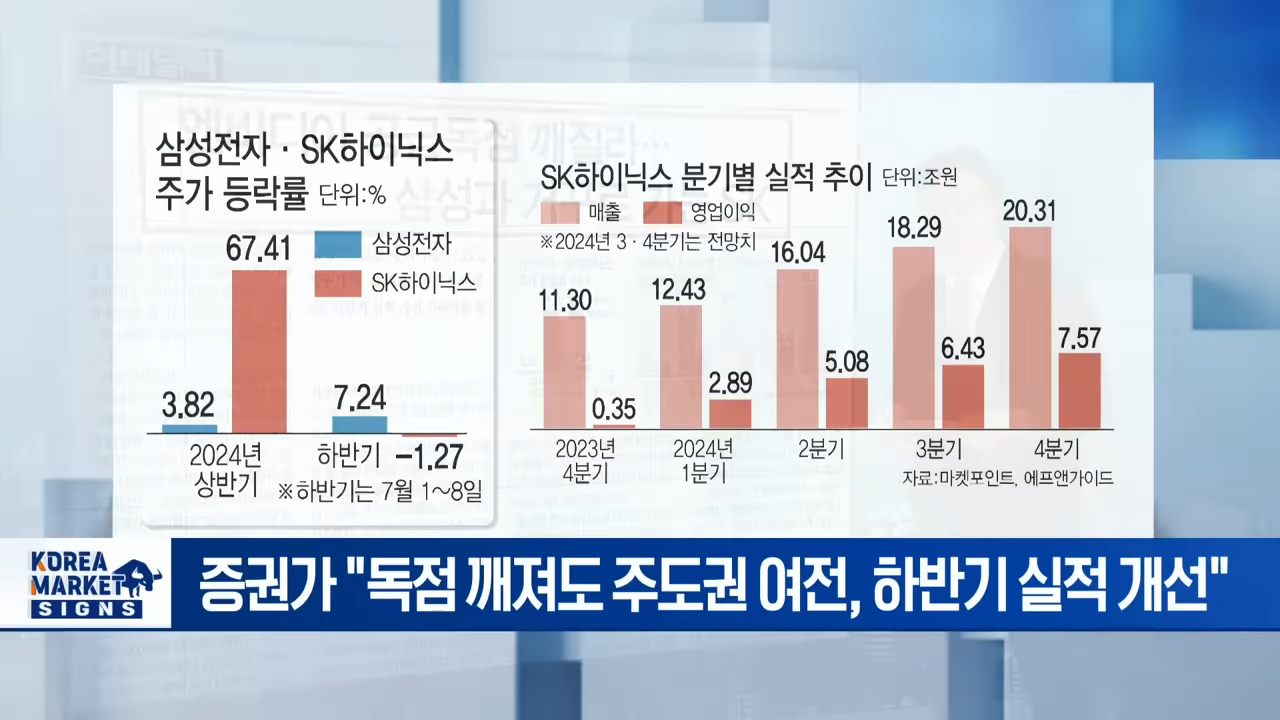 삼성전자 · SK하이닉스
주가 등락률 단위:%
67.41
삼성전자
SK하이닉스
3.82
7.24
-1.27
2024년
상반기
하반기
※하반기는 7월 1~8일
SK하이닉스 분기별 실적 추이 단위:조원
매출 영업이익
※2024년 3 · 4분기는 전망치
11.30
0.35
12.43
2.89
16.04
5.08
18.29
6.43
20.31
7.57
2023년
4분기
2024년
1분기
2분기
3분기
4분기
자료:마켓포인트, 에프앤가이드
KOREA
MARKET
SIGNS
증권가 "독점 깨져도 주도권 여전, 하반기 실적 개선"